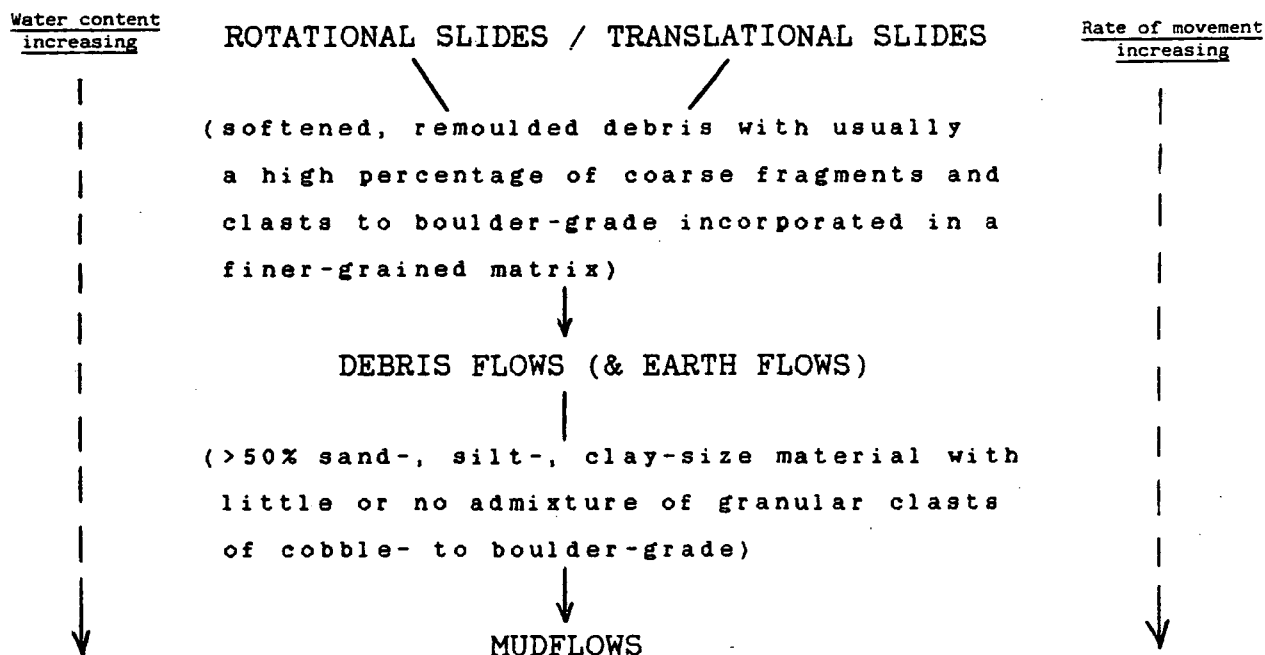 Water content
increasing
ROTATIONAL SLIDES / TRANSLATIONAL SLIDES
Rate of movement
increasing
(softened, remoulded debris with usually
a high percentage of coarse fragments and
clasts to boulder-grade incorporated in a
finer-grained matrix)
DEBRIS FLOWS (& EARTH FLOWS)
(>50% sand-, silt-, clay-size material with
little or no admixture of granular clasts
of cobble- to boulder-grade)
MUDFLOWS